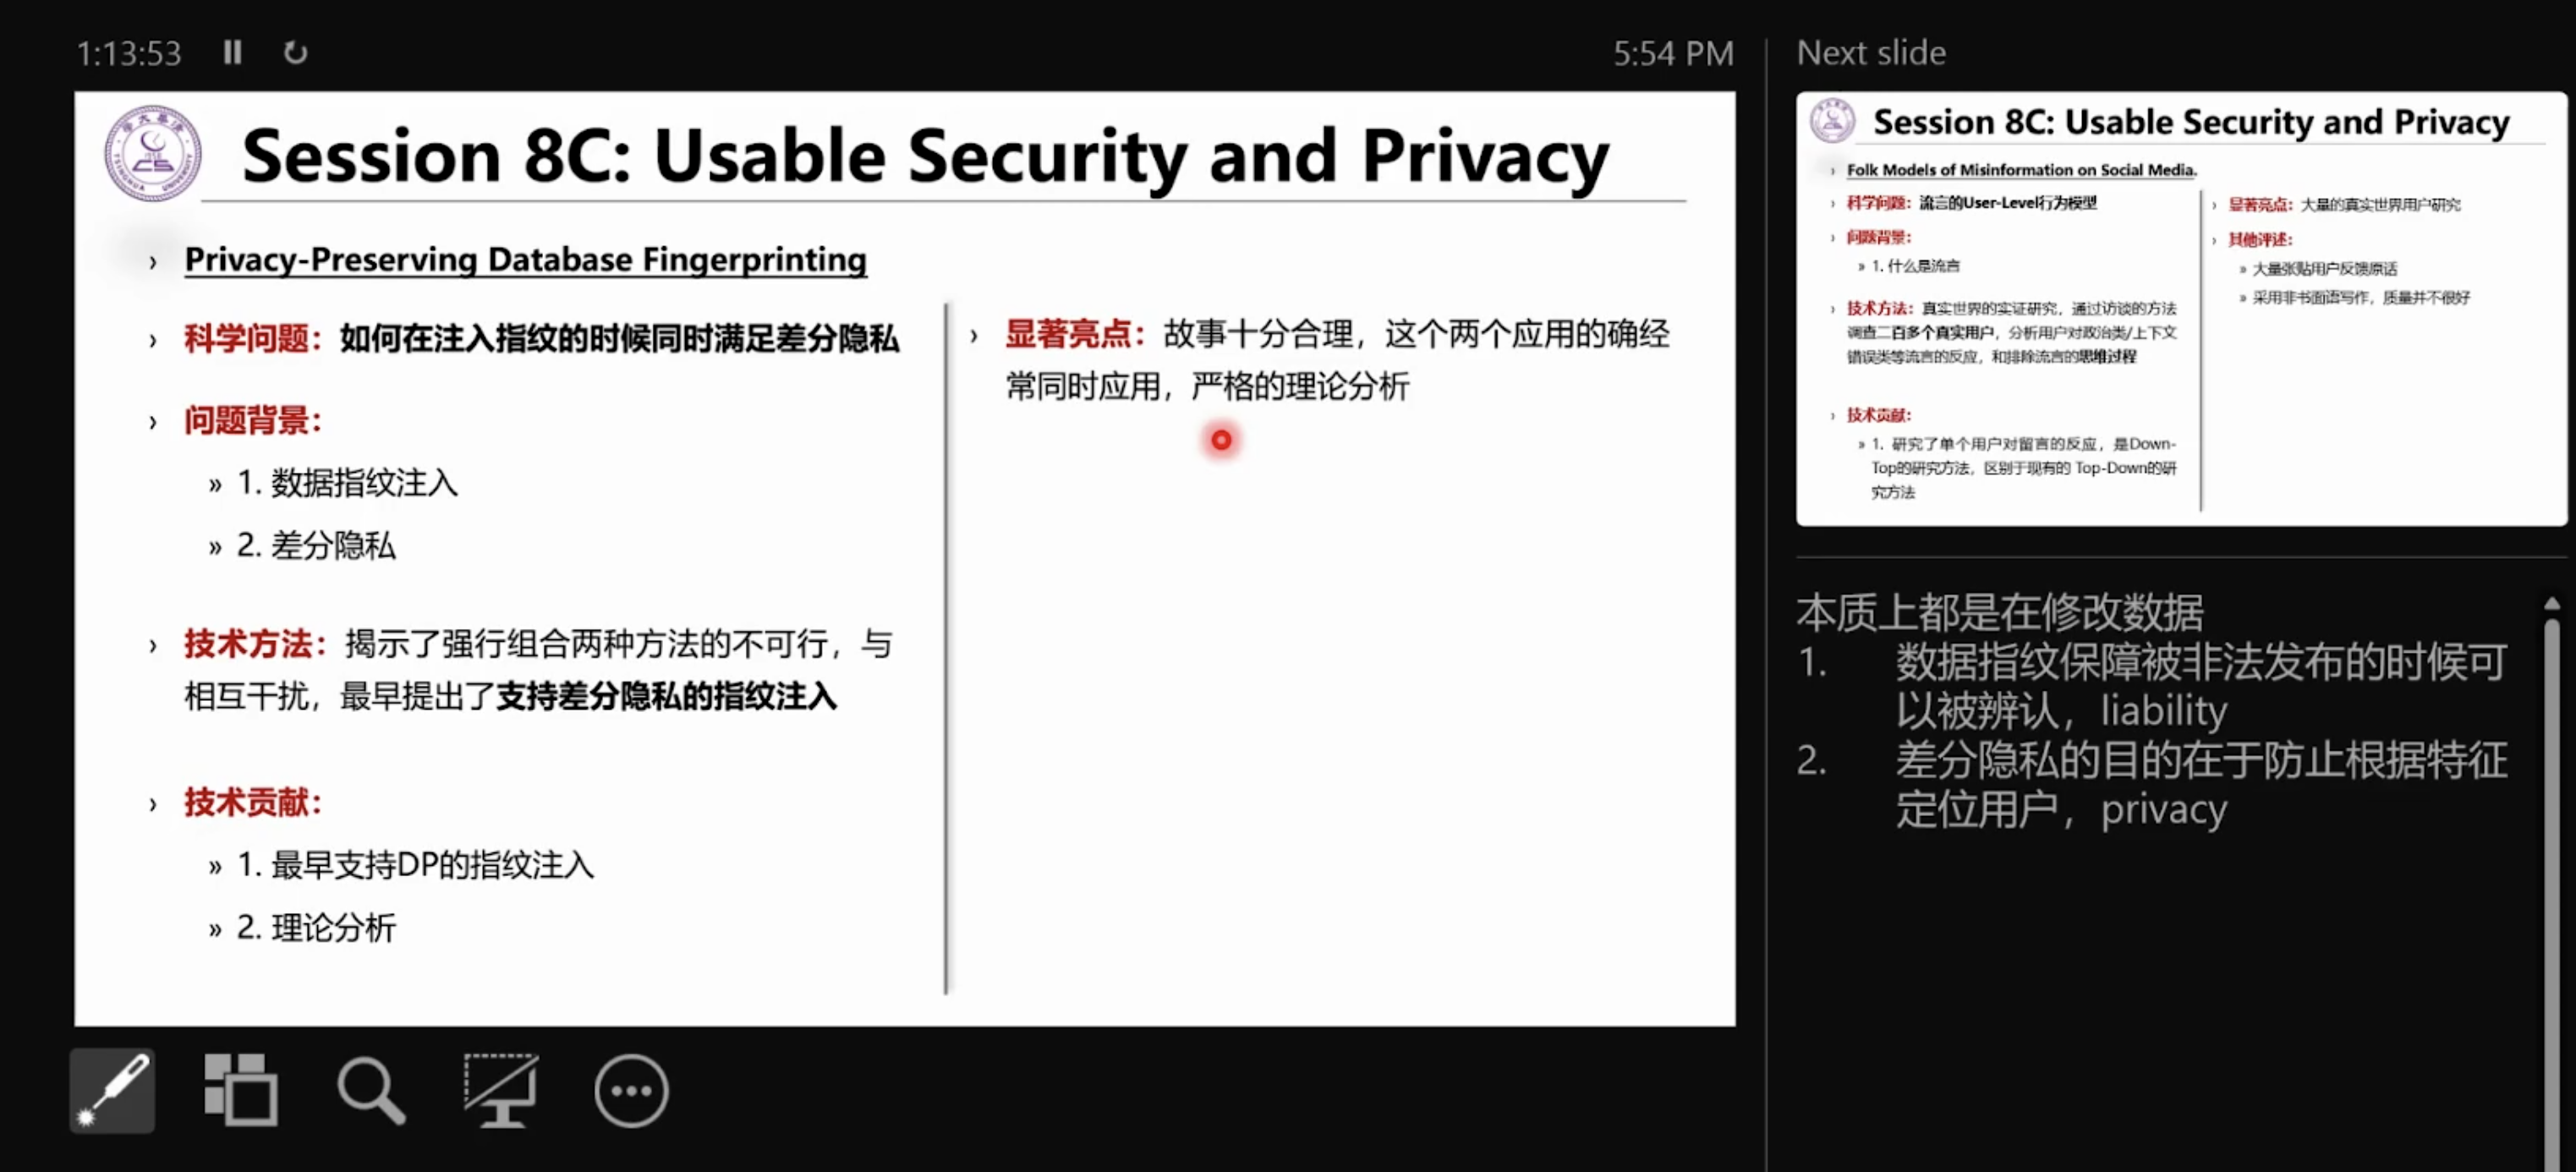 1:13:53
5:54 PM
Next slide
Session 8C: Usable Security and Privacy
Privacy-Preserving Database Fingerprinting
科学问题：如何在注入指纹的时候同时满足差分隐私
问题背景：
» 1. 数据指纹注入
» 2. 差分隐私
技术方法：揭示了强行组合两种方法的不可行，与
相互干扰，最早提出了支持差分隐私的指纹注入
技术贡献：
» 1. 最早支持DP的指纹注入
» 2. 理论分析
显著亮点：故事十分合理，这个两个应用的确经
常同时应用，严格的理论分析
Session 8C: Usable Security and Privacy
Folk Models of Misinformation on Social Media.
科学问题：流言的User-Level行为模型
问题背景：
» 1. 什么是流言
技术方法：真实世界的实证研究，通过访谈的方法
调查二百多个真实用户，分析用户对政治类/上下文
错误类等流言的反应，和排除流言的思维过程
技术贡献：
» 1. 研究了单个用户对留言的反应，是Down-
Top的研究方法，区别于现有的 Top-Down的研
究方法
显著亮点：大量的真实世界用户研究
其他评述：
» 大量张贴用户反馈原话
» 采用非书面语写作，质量并不很好
本质上都是在修改数据
1. 数据指纹保障被非法发布的时候可
以被辨认，liability
2. 差分隐私的目的在于防止根据特征
定位用户，privacy